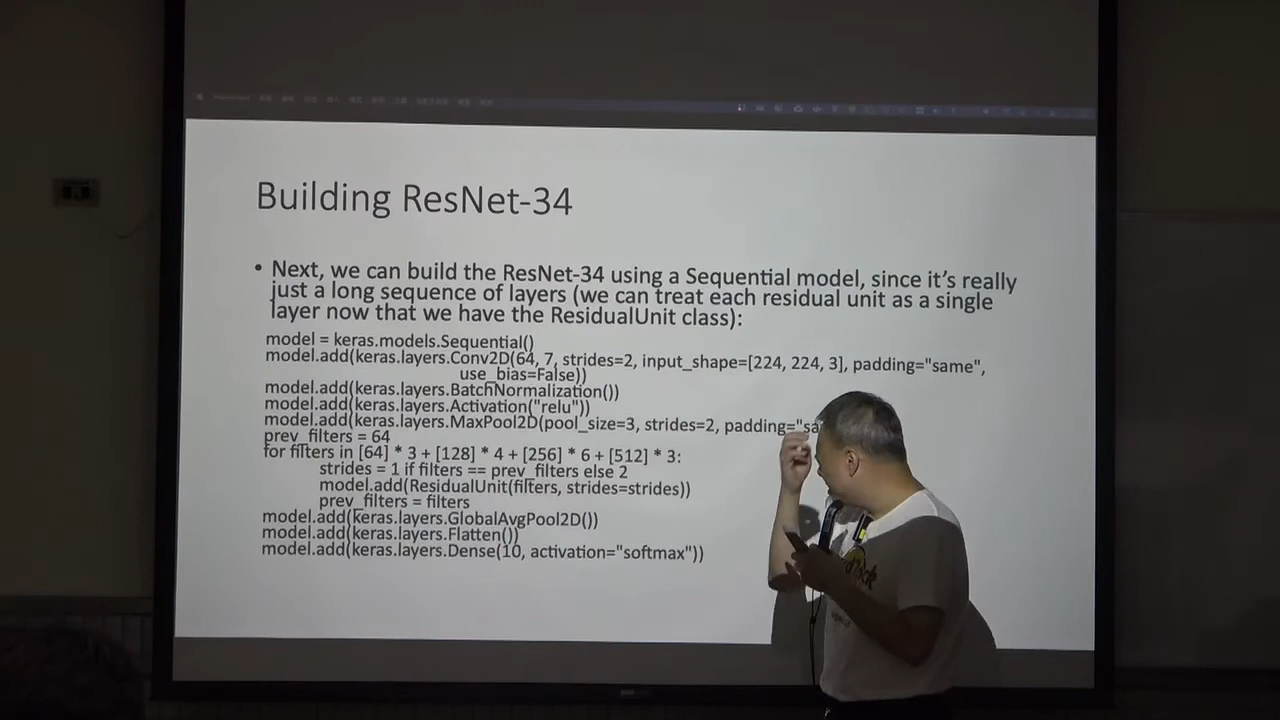 Building ResNet-34
• Next, we can build the ResNet-34 using a Sequential model, since it's really
just a long sequence of layers (we can treat each residual unit as a single
layer now that we have the ResidualUnit class):
model = keras.models.Sequential()
model.add(keras.layers.Conv2D(64, 7, strides=2, input_shape=[224, 224, 3], padding="same",
use_bias=False))
model.add(keras.layers.BatchNormalization())
model.add(keras.layers.Activation("relu"))
model.add(keras.layers.MaxPool2D(pool_size=3, strides=2, padding="sa
prev_filters = 64
for filters in [64] * 3 + [128] * 4 + [256] * 6 + [512] * 3:
strides = 1 if filters == prev_filters else 2
model.add(ResidualUnit(filters, strides=strides))
prev_filters = filters
model.add(keras.layers.GlobalAvgPool2D())
model.add(keras.layers.Flatten())
model.add(keras.layers.Dense(10, activation="softmax"))